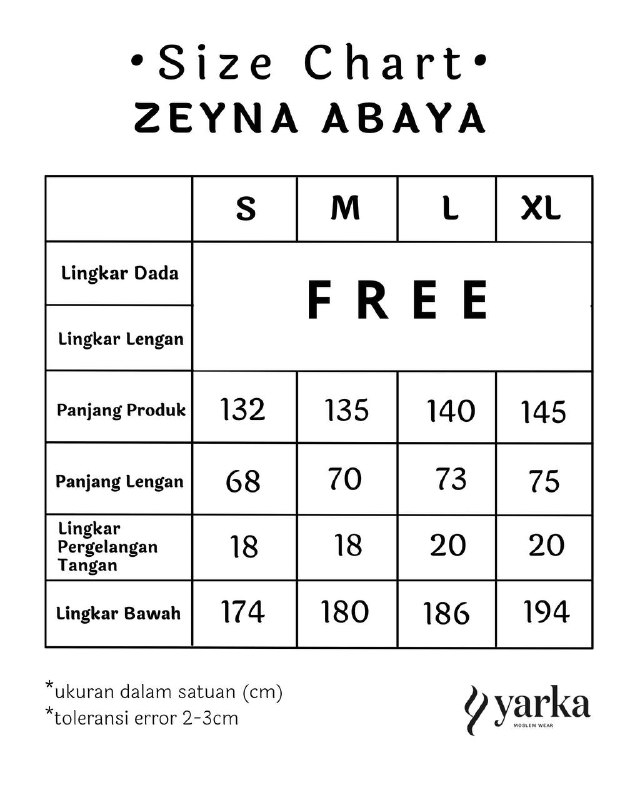 •Size Chart•
ZEYNA ABAYA
S M L XL
Lingkar Dada
FREE
Lingkar Lengan
Panjang Produk 132 135 140 145
Panjang Lengan 68 70 73 75
Lingkar
Pergelangan
Tangan
18 18 20 20
Lingkar Bawah 174 180 186 194
*ukuran dalam satuan (cm)
*toleransi error 2-3cm
yarka
MOSLEM WEAR